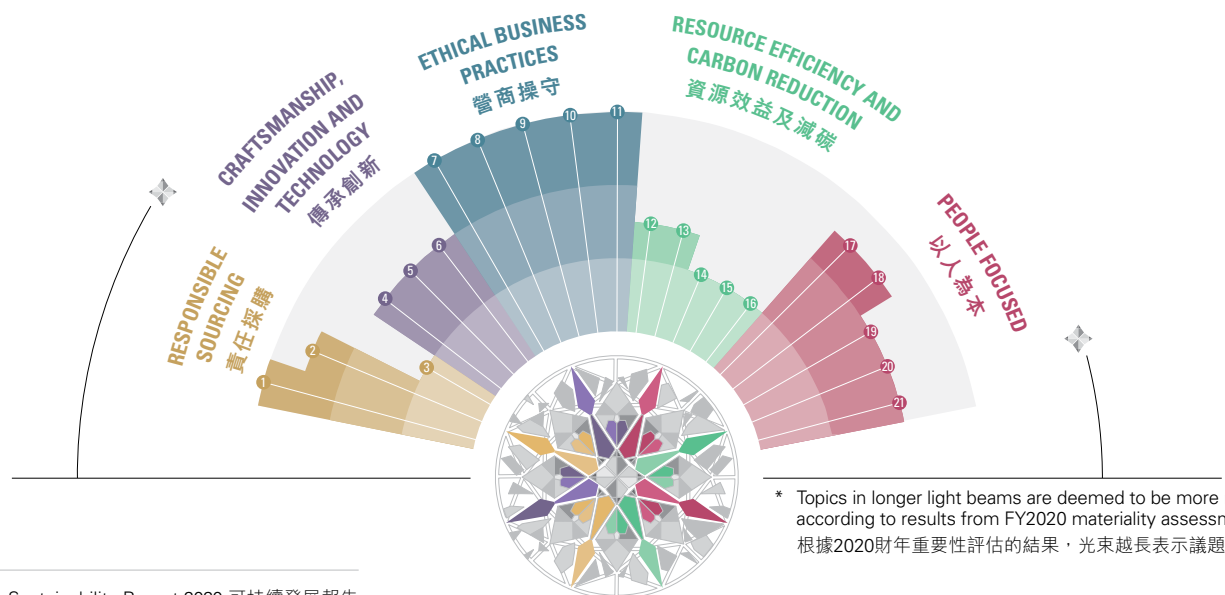 RESPONSIBLE
SOURCING
責任採購
CRAFTSMANSHIP,
INNOVATION AND
TECHNOLOGY
傳承創新
ETHICAL BUSINESS
PRACTICES
營商操守
RESOURCE EFFICIENCY AND
CARBON REDUCTION
資源效益及減碳
PEOPLE FOCUSED
以人為本
1
2
3
4
5
6
7
8
9
10
11
12
13
14
15
16
17
18
19
20
21
* Topics in longer light beams are deemed to be more
according to results from FY2020 materiality
根據2020財年重要性評估的結果，光束越長表示議題